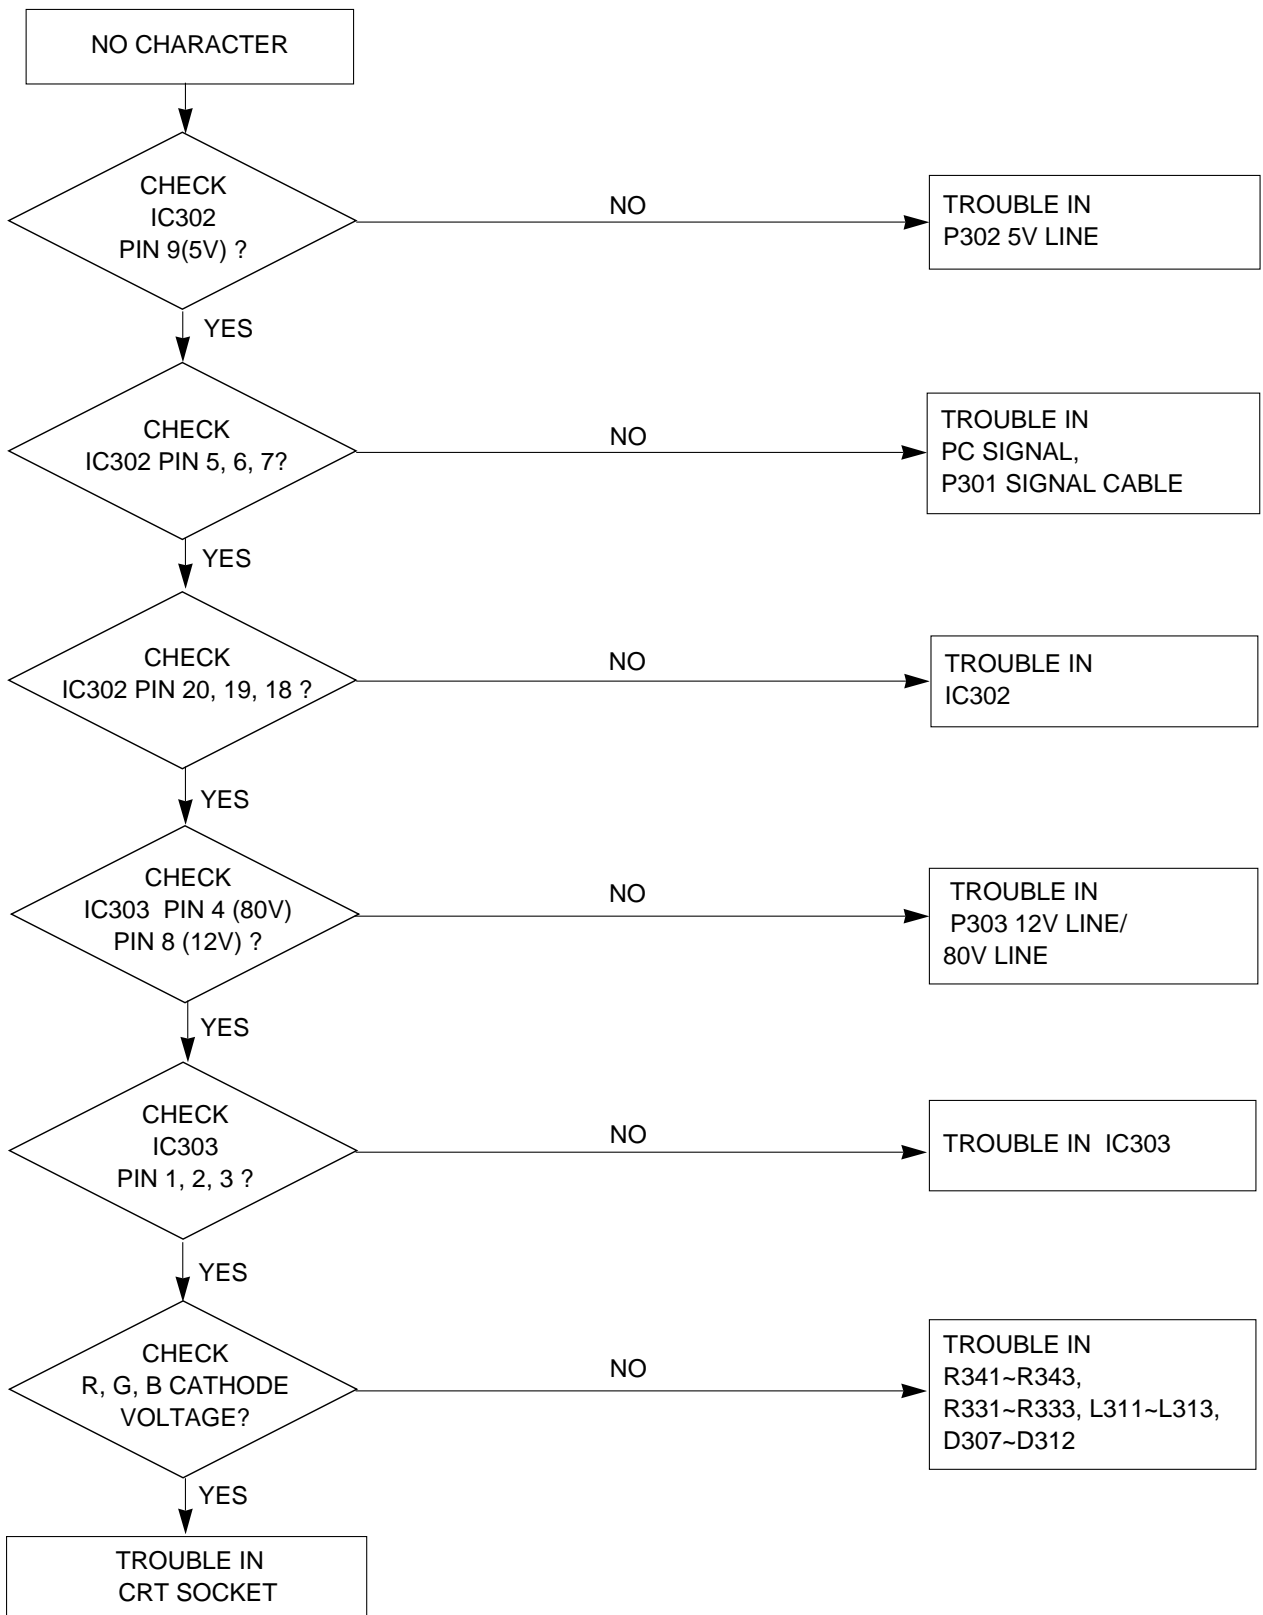 NO CHARACTER
CHECK
IC302
PIN 9(5V) ?
NO
TROUBLE IN
P302 5V LINE
YES
CHECK
IC302 PIN 5, 6, 7?
NO
TROUBLE IN
PC SIGNAL,
P301 SIGNAL CABLE
YES
CHECK
IC302 PIN 20, 19, 18 ?
NO
TROUBLE IN
IC302
YES
CHECK
IC303 PIN 4 (80V)
PIN 8 (12V) ?
NO
TROUBLE IN
P303 12V LINE/
80V LINE
YES
CHECK
IC303
PIN 1, 2, 3 ?
NO
TROUBLE IN IC303
YES
CHECK
R, G, B CATHODE
VOLTAGE?
NO
TROUBLE IN
R341~R343,
R331~R333, L311~L313,
D307~D312
YES
TROUBLE IN
CRT SOCKET